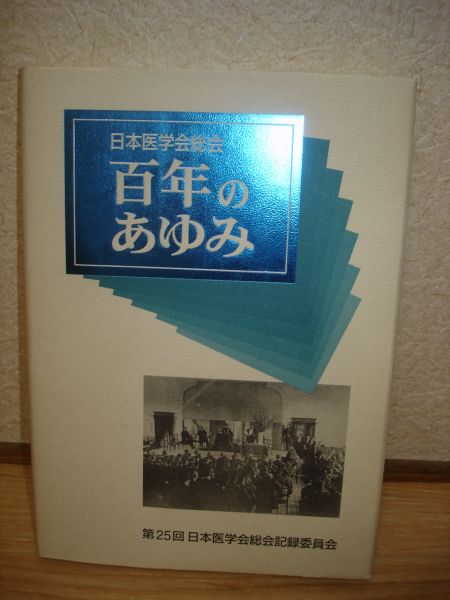 日本医学会総会
百年の
あゆみ
第25回 日本医学会総会記録委員会